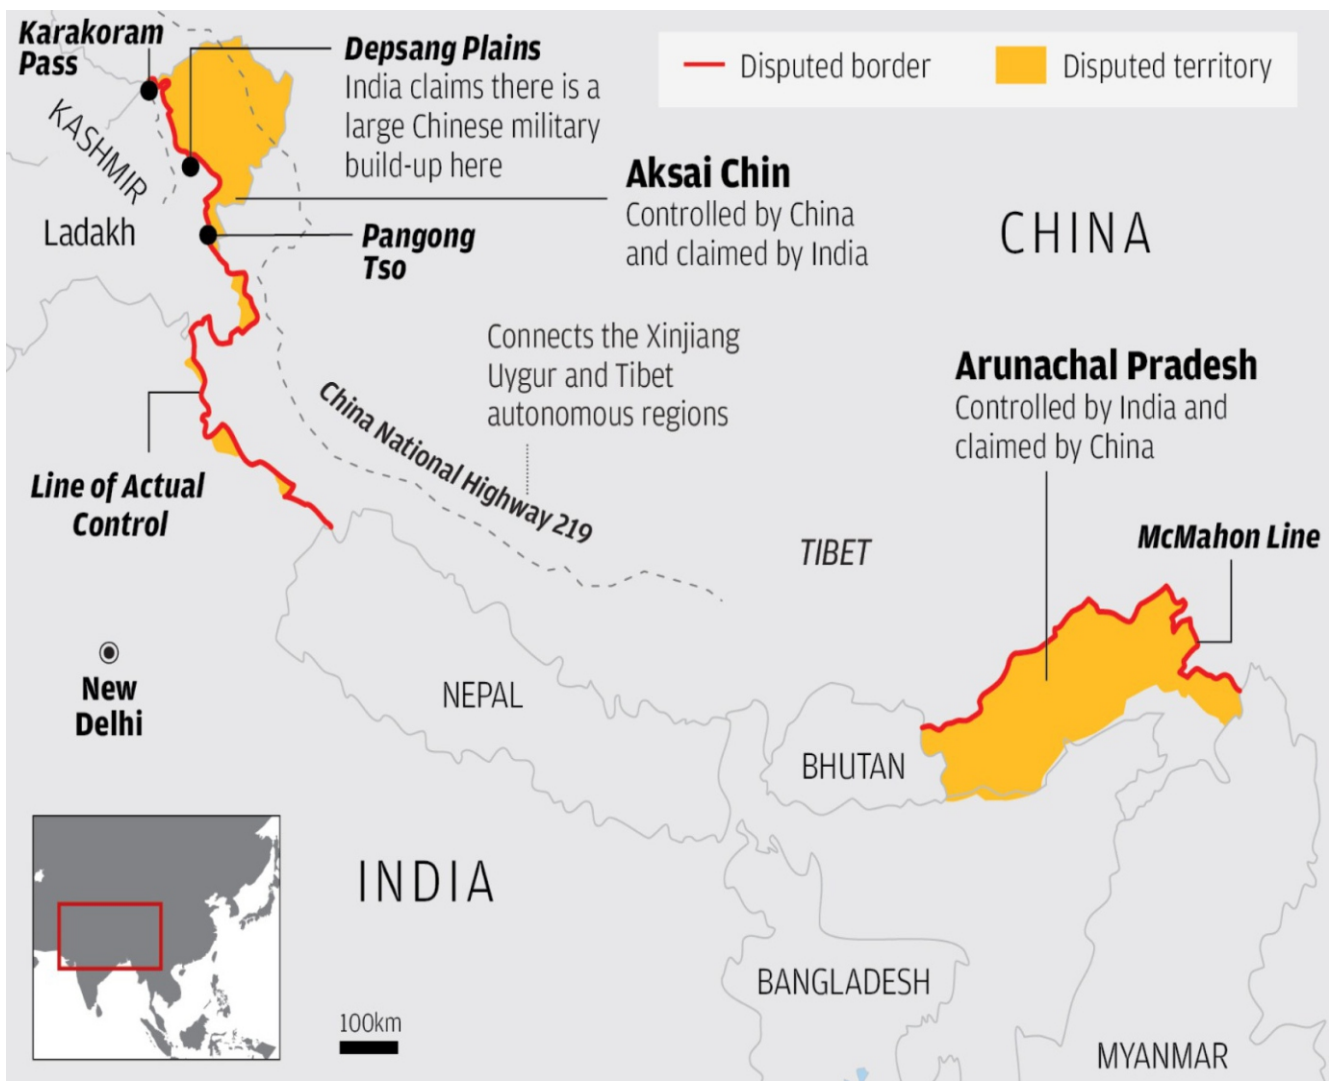 Karakoram
Pass
Depsang Plains
India claims there is a
large Chinese military
build-up here
Disputed border
Disputed territory
KASHMIR
Ladakh
Pangong
Tso
Aksai Chin
Controlled by China
and claimed by India
CHINA
Connects the Xinjiang
Uygur and Tibet
autonomous regions
China National Highway 219
Arunachal Pradesh
Controlled by India and
claimed by China
Line of Actual
Control
TIBET
McMahon Line
New
Delhi
NEPAL
BHUTAN
INDIA
BANGLADESH
100km
MYANMAR